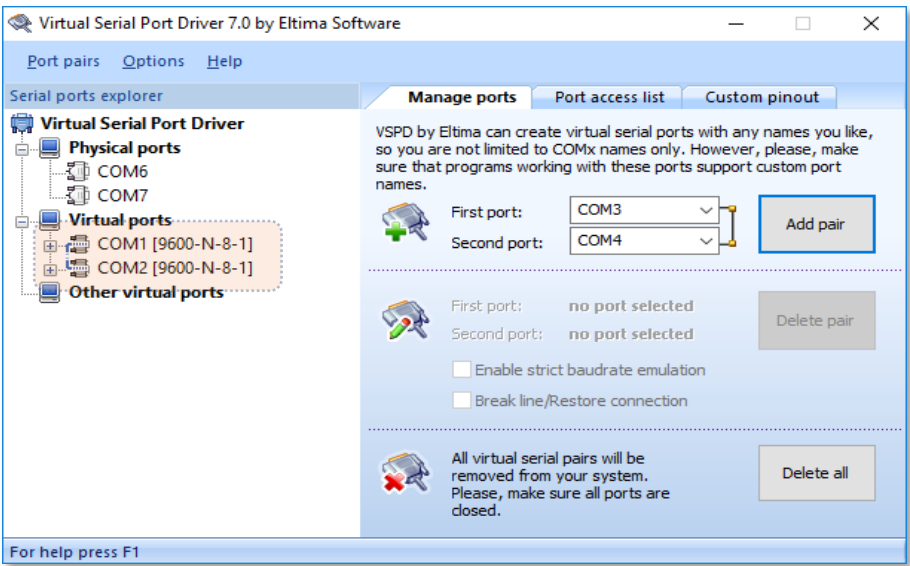 Virtual Serial Port Driver 7.0 by Eltima Software
Port pairs Options Help
Serial ports explorer
Virtual Serial Port Driver
Physical ports
COM6
COM7
Virtual ports
COM1 [9600-N-8-1]
COM2 [9600-N-8-1]
Other virtual ports
Manage ports Port access list Custom pinout
VSPD by Eltima can create virtual serial ports with any names you like,
so you are not limited to COMx names only. However, please, make
sure that programs working with these ports support custom port
names.
First port: COM3
Second port: COM4
Add pair
First port: no port selected
Second port: no port selected
Delete pair
Enable strict baudrate emulation
Break line/Restore connection
All virtual serial pairs will be
removed from your system.
Please, make sure all ports are
closed.
Delete all
For help press F1